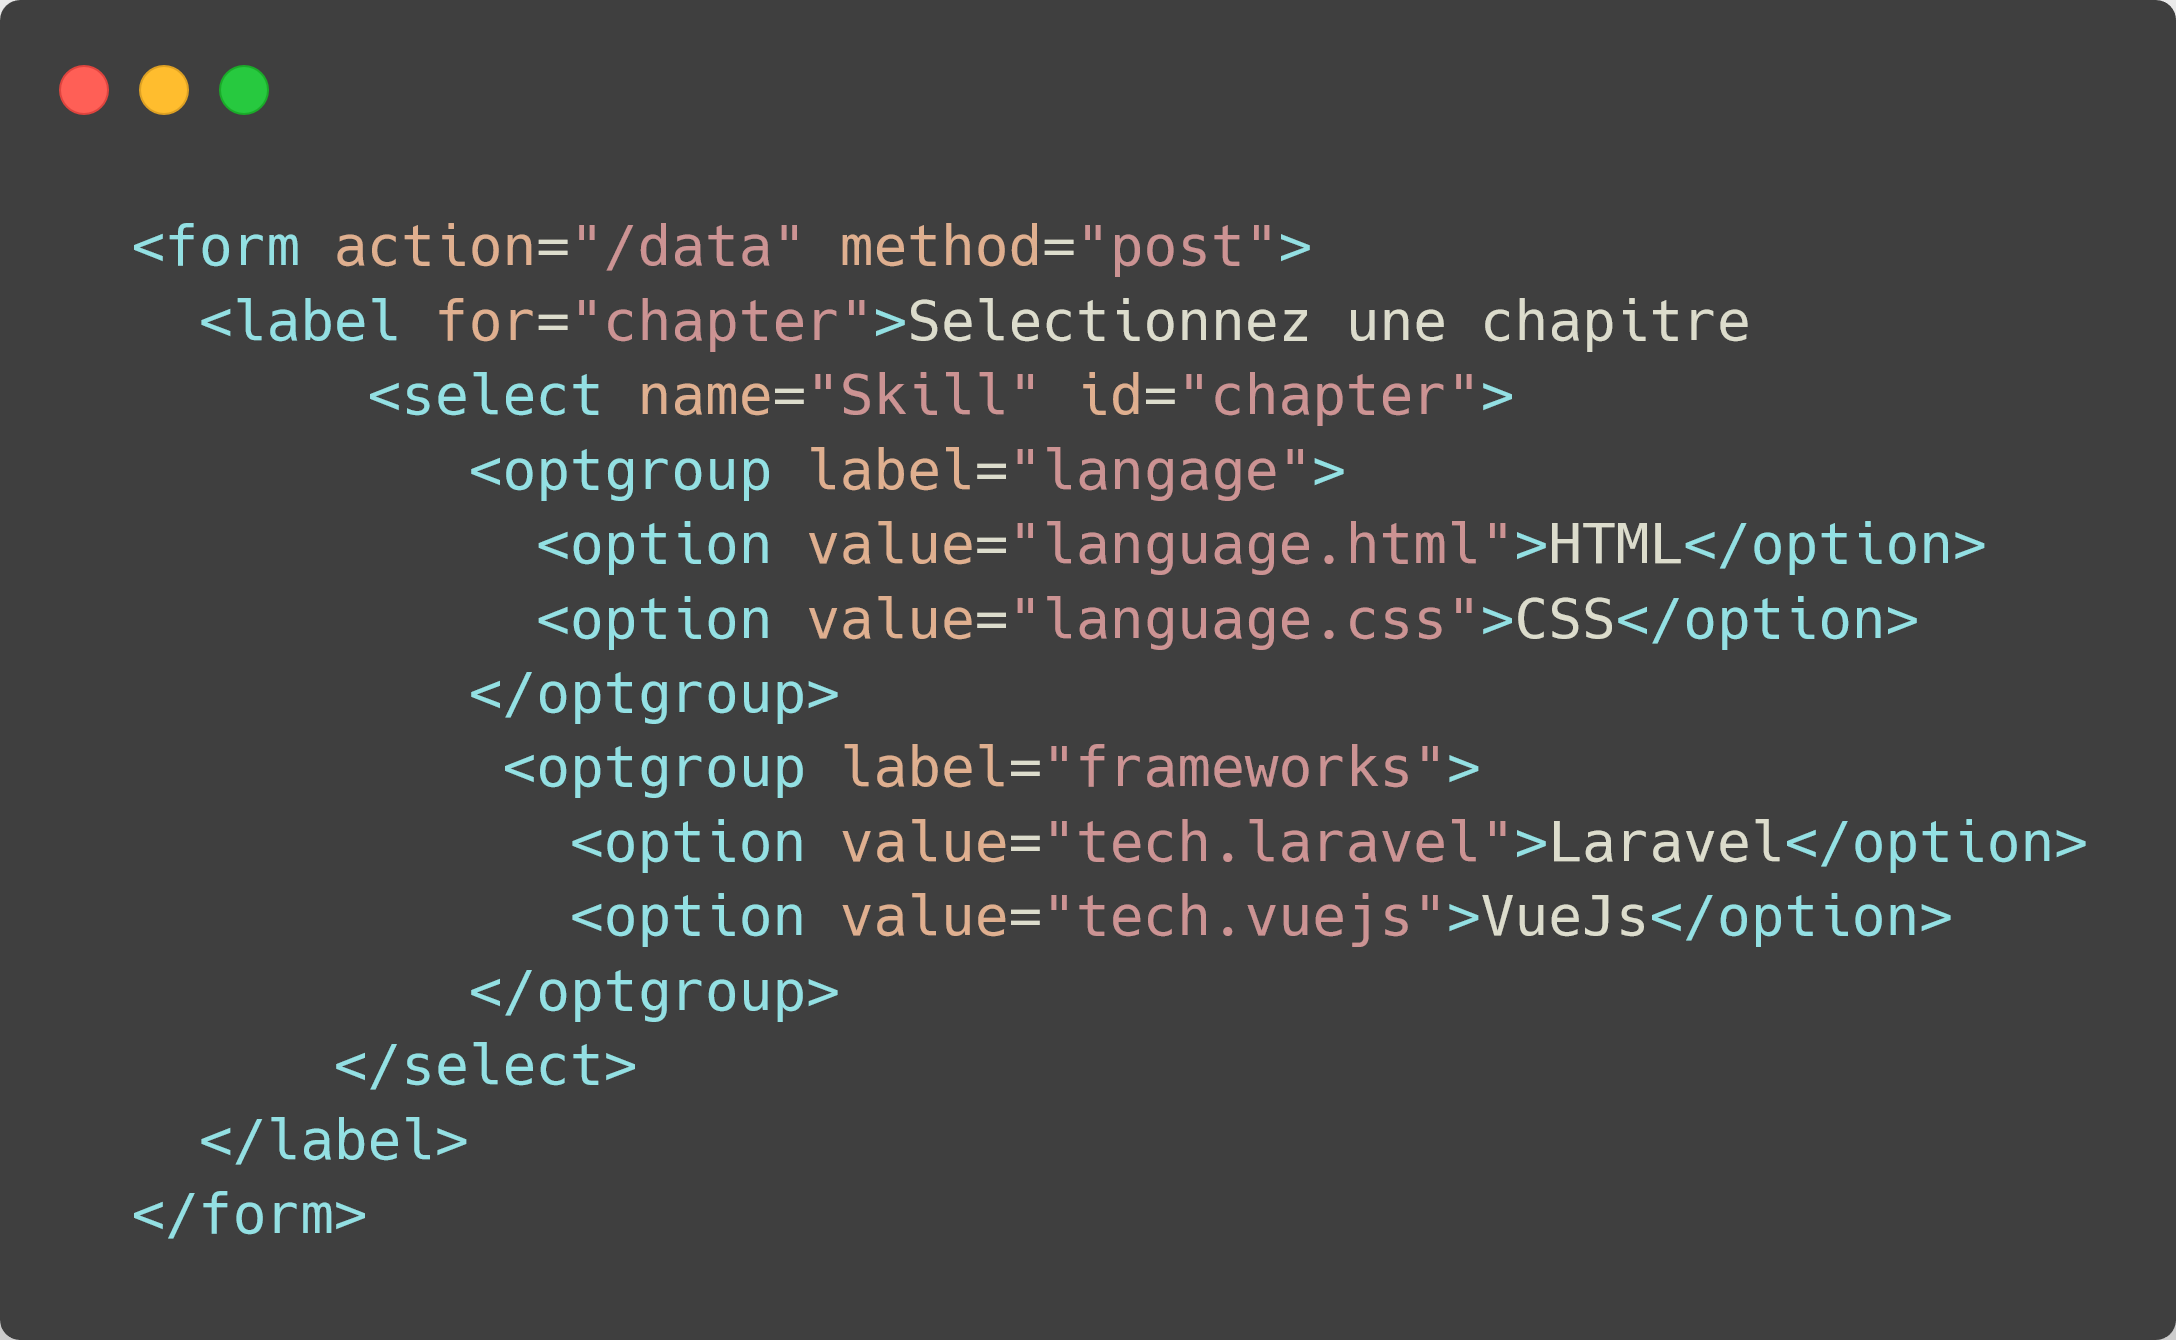 <form action="/data" method="post">
  <label for="chapter">Selectionnez une chapitre
       <select name="Skill" id="chapter">
          <optgroup label="langage">
            <option value="language.html">HTML</option>
            <option value="language.css">CSS</option>
          </optgroup>
           <optgroup label="frameworks">
             <option value="tech.laravel">Laravel</option>
             <option value="tech.vuejs">VueJs</option>
          </optgroup>
      </select>
  </label>
</form>